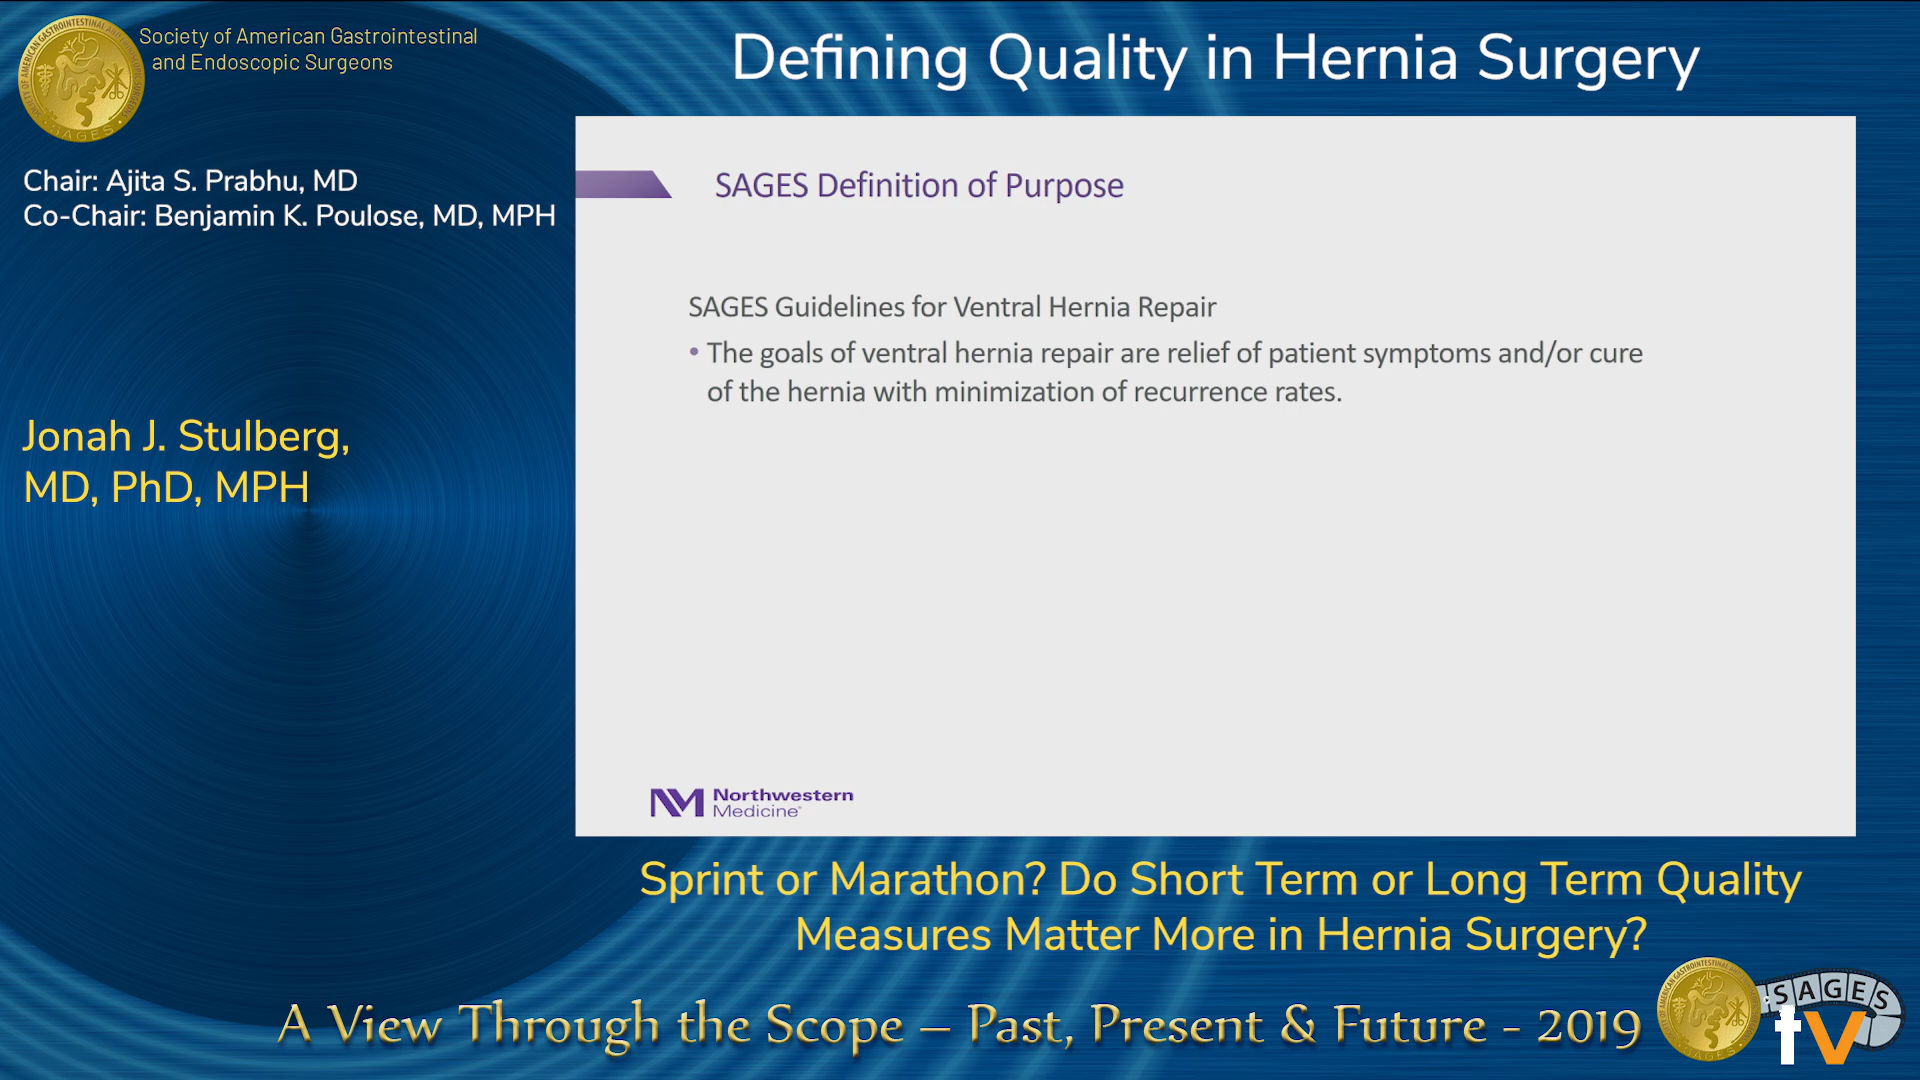 Society of American Gastrointestinal
and Endoscopic Surgeons
Defining Quality in Hernia Surgery
Chair: Ajita S. Prabhu, MD
Co-Chair: Benjamin K. Poulose, MD, MPH
Jonah J. Stulberg,
MD, PhD, MPH
SAGES Definition of Purpose
SAGES Guidelines for Ventral Hernia Repair
• The goals of ventral hernia repair are relief of patient symptoms and/or cure
of the hernia with minimization of recurrence rates.
NM Northwestern
Medicine
Sprint or Marathon? Do Short Term or Long Term Quality
Measures Matter More in Hernia Surgery?
A View Through the Scope – Past, Present & Future - 2019
SAGES
tv